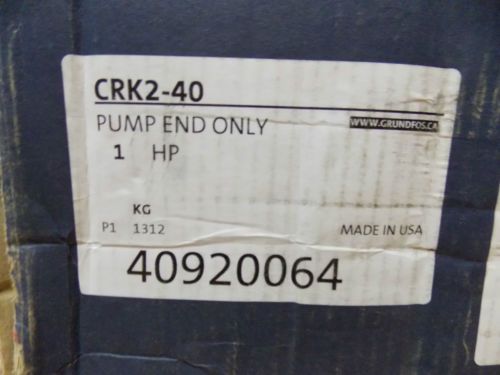 CRK2-40
PUMP END ONLY
WWW.GRUNDFOS.CA
1 HP
KG
P1 1312
MADE IN USA
40920064